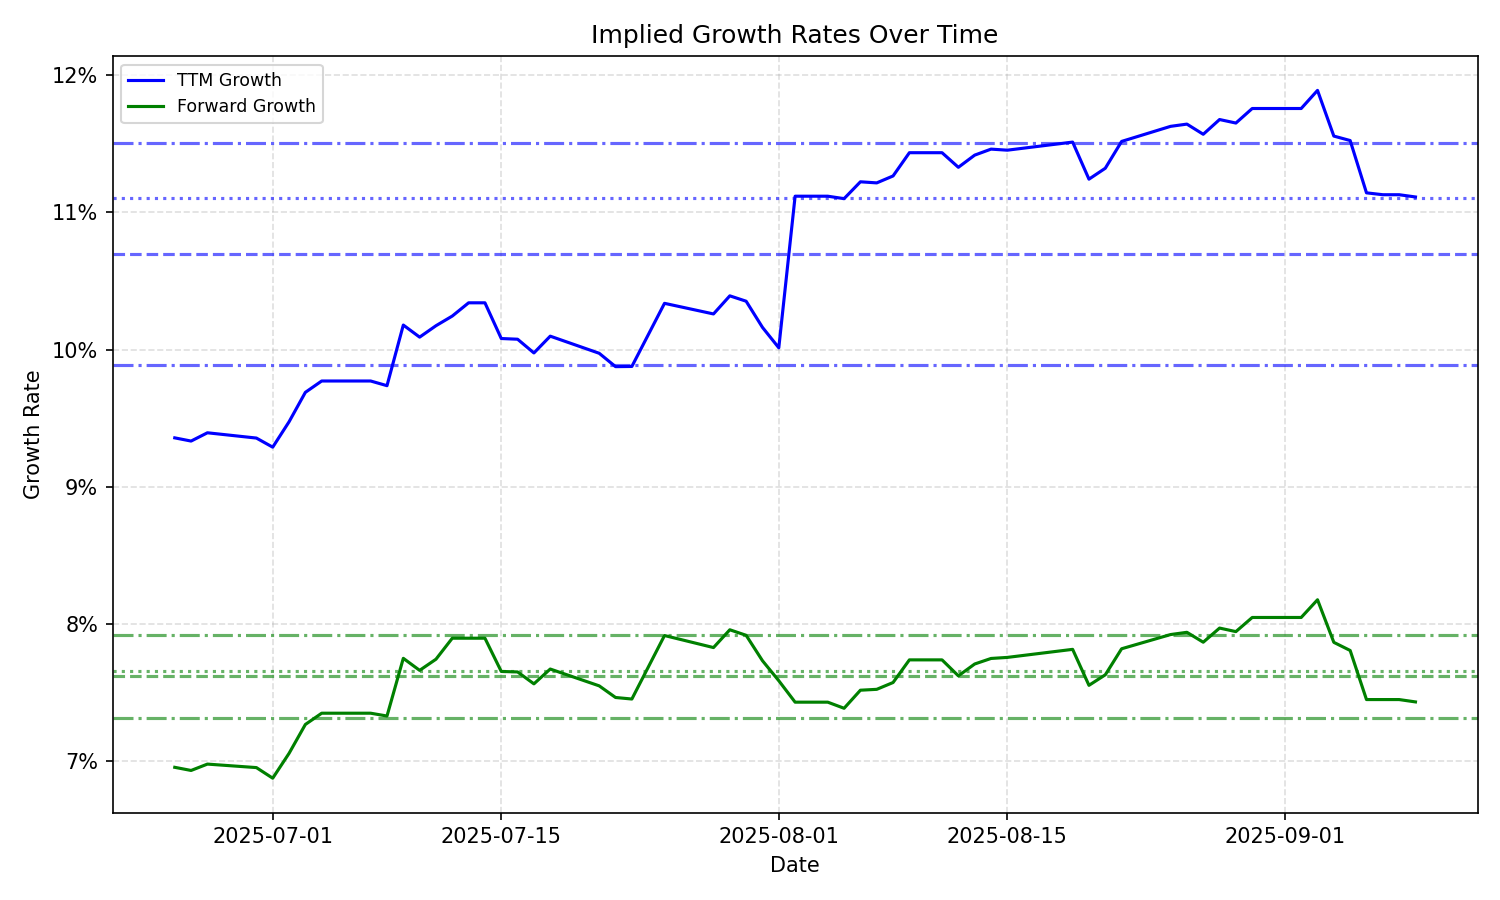 Implied Growth Rates Over Time
TTM Growth
Forward Growth
12%
11%
10%
9%
8%
7%
Growth Rate
2025-07-01
2025-07-15
2025-08-01
2025-08-15
2025-09-01
Date